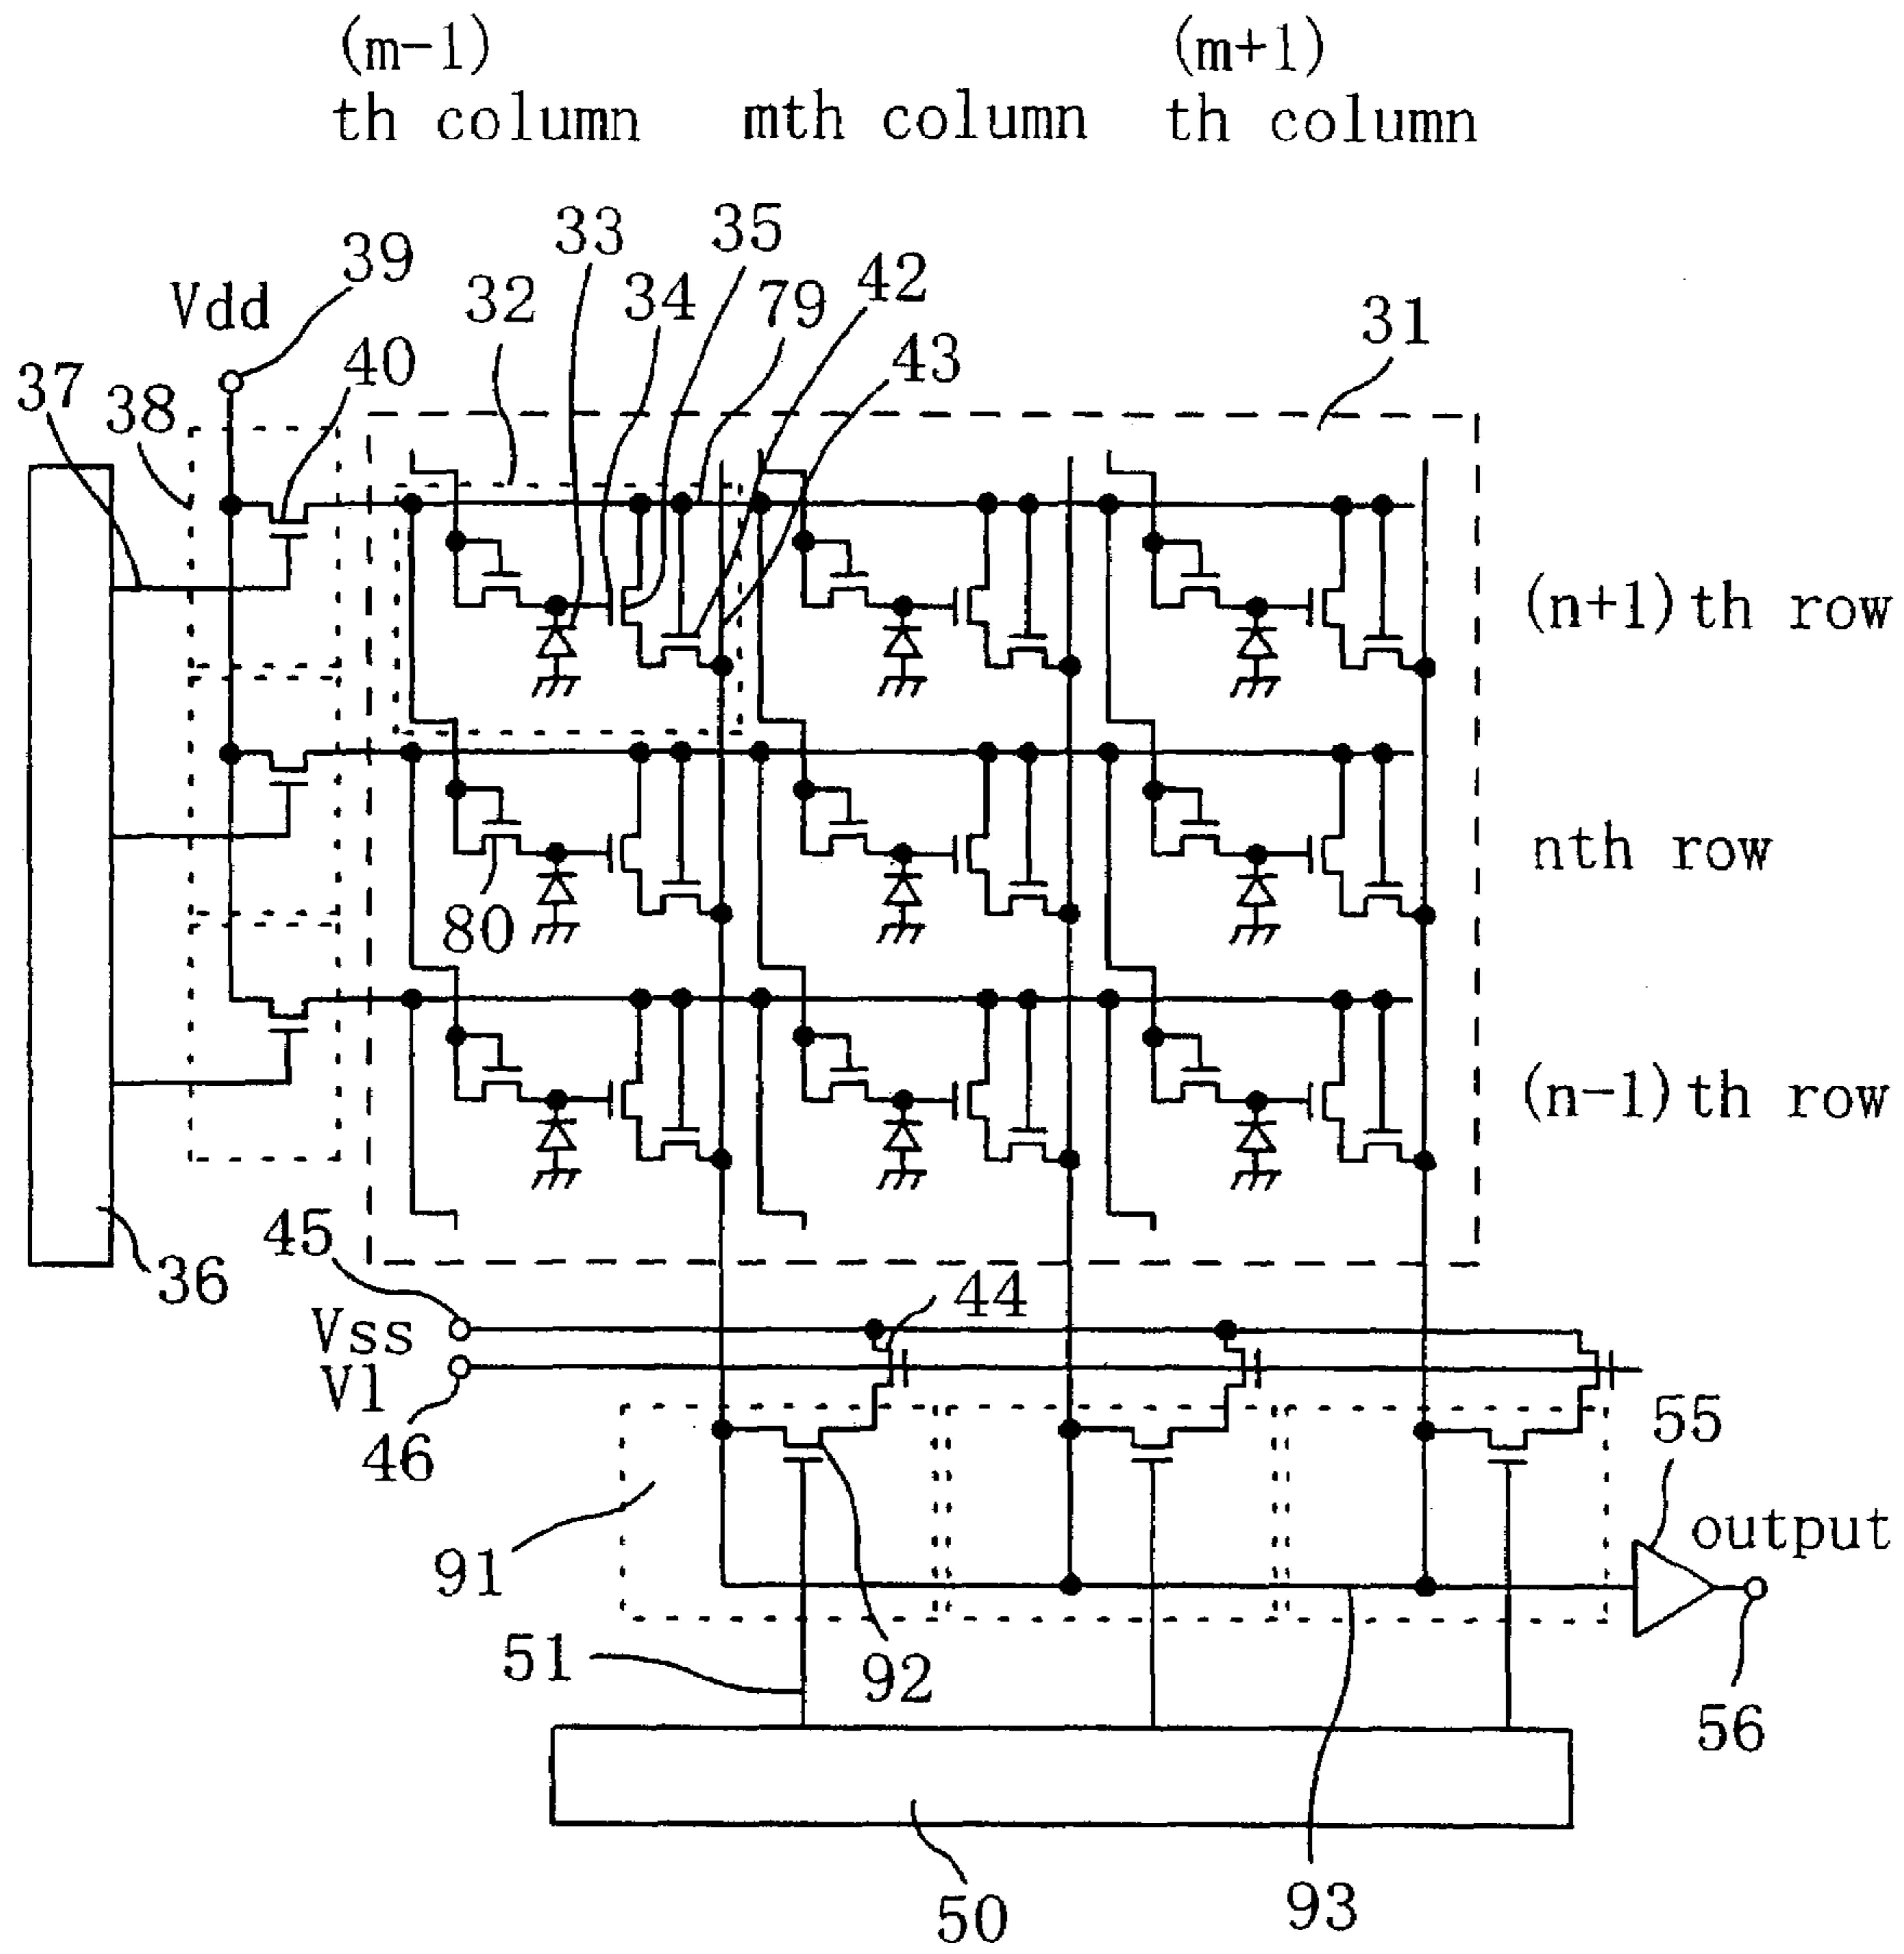 (m-1)
th column
mth column
(m+1)
th column
39
Vdd
40
37
38
32
33
34
35
79
42
43
31
(n+1)th row
nth row
80
(n-1)th row
36
45
44
Vss
Vl
46
55
output
91
51
92
56
50
93